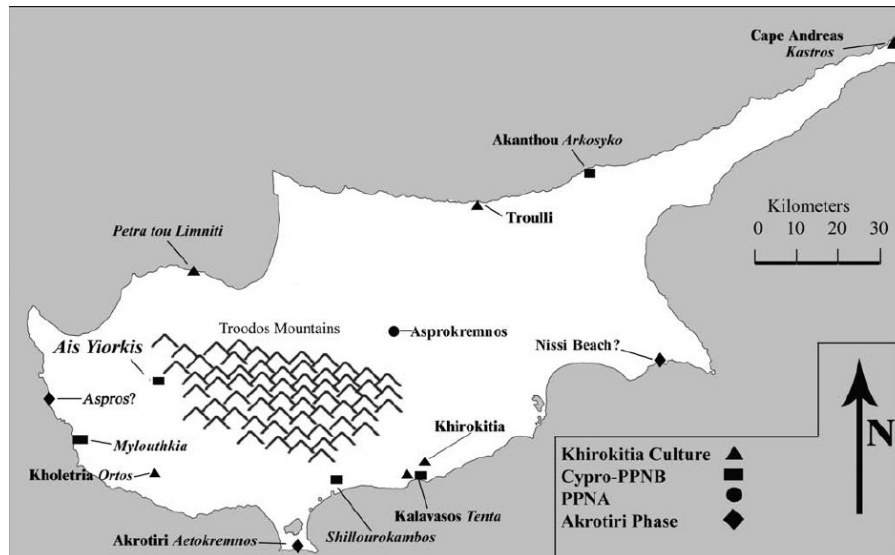 Cape Andreas
Kastros
Akanthou Arkosyko
Kilometers
0 10 20 30
Troulli
Petra tou Limniti
Troodos Mountains
Asprokremnos
Ais Yiorkis
Nissi Beach?
Aspros?
N
Mylouthkia
Khirokitia
Kholetria Ortos
Kalavasos Tenta
Shillourokambos
Akrotiri Aetokremnos
Khirokitia Culture
Cypro-PPNB
PPNA
Akrotiri Phase